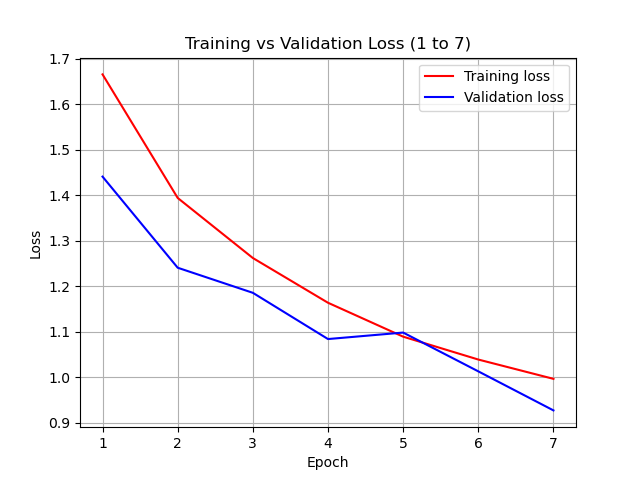 Training vs Validation Loss (1 to 7)
1.7
Training loss
Validation loss
1.6
1.5
1.4
1.3
1.2
1.1
1.0
0.9
Loss
1 2 3 4 5 6 7
Epoch